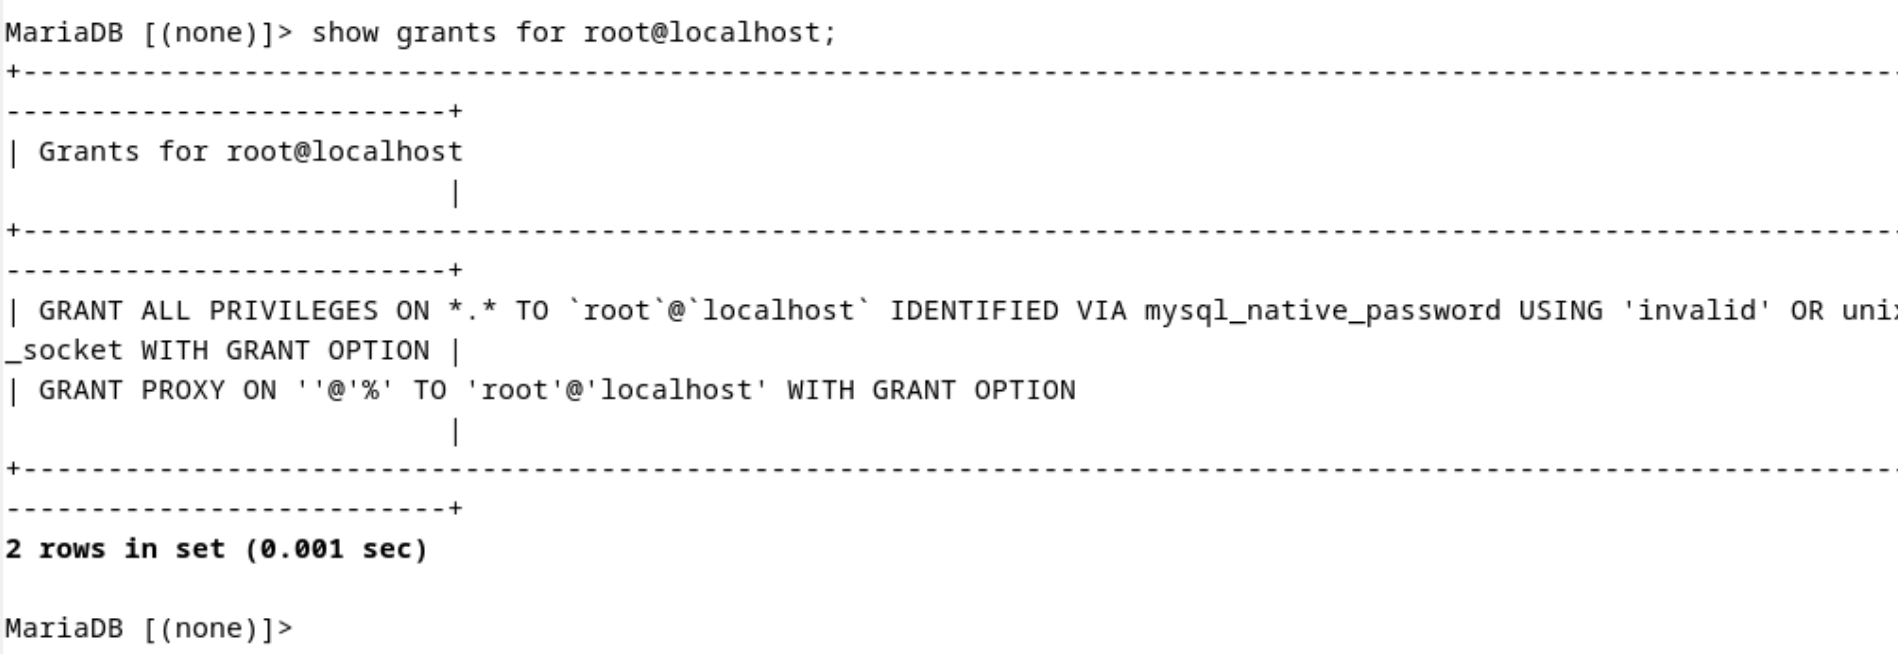 MariaDB [(none)]> show grants for root@localhost;
+--------------------------------------------------------------------------------------------------------------
--------------------------+
| Grants for root@localhost
                          |
+--------------------------------------------------------------------------------------------------------------
--------------------------+
| GRANT ALL PRIVILEGES ON *.* TO `root`@`localhost` IDENTIFIED VIA mysql_native_password USING 'invalid' OR unix
_socket WITH GRANT OPTION |
| GRANT PROXY ON ''@'%' TO 'root'@'localhost' WITH GRANT OPTION
                          |
+--------------------------------------------------------------------------------------------------------------
--------------------------+
2 rows in set (0.001 sec)

MariaDB [(none)]>